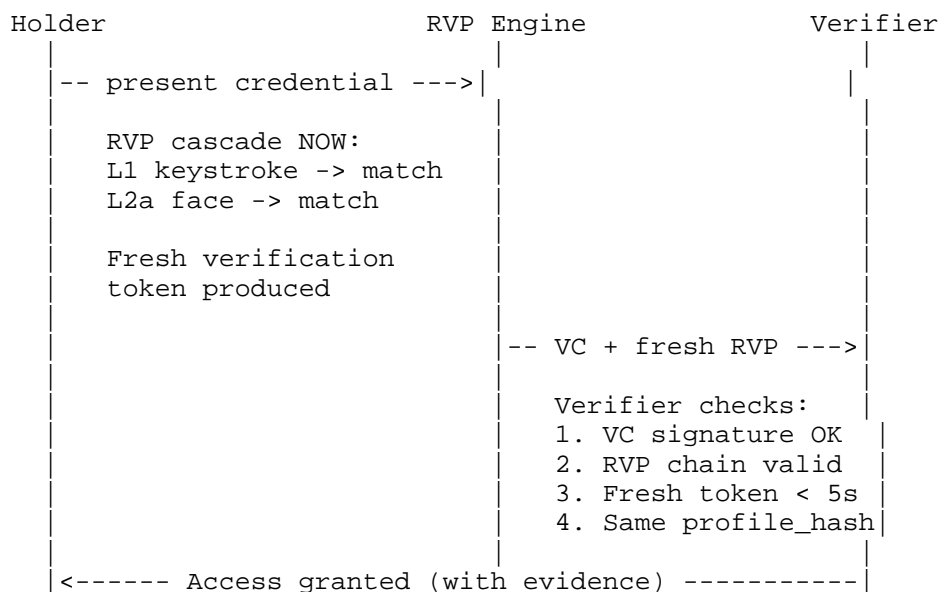 Holder RVP Engine Verifier
|-- present credential --->|
RVP cascade NOW:
L1 keystroke -> match
L2a face -> match
Fresh verification
token produced
|-- VC + fresh RVP --->|
Verifier checks:
1. VC signature OK
2. RVP chain valid
3. Fresh token < 5s
4. Same profile_hash
|<------ Access granted (with evidence) -----------|